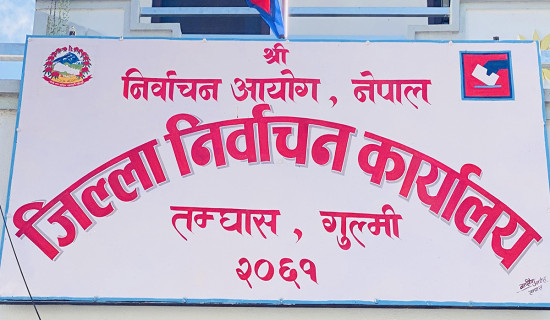 श्री
निर्वाचन आयोग, नेपाल
जिल्ला निर्वाचन कार्यालय
तम्घास, गुल्मी
२०६१